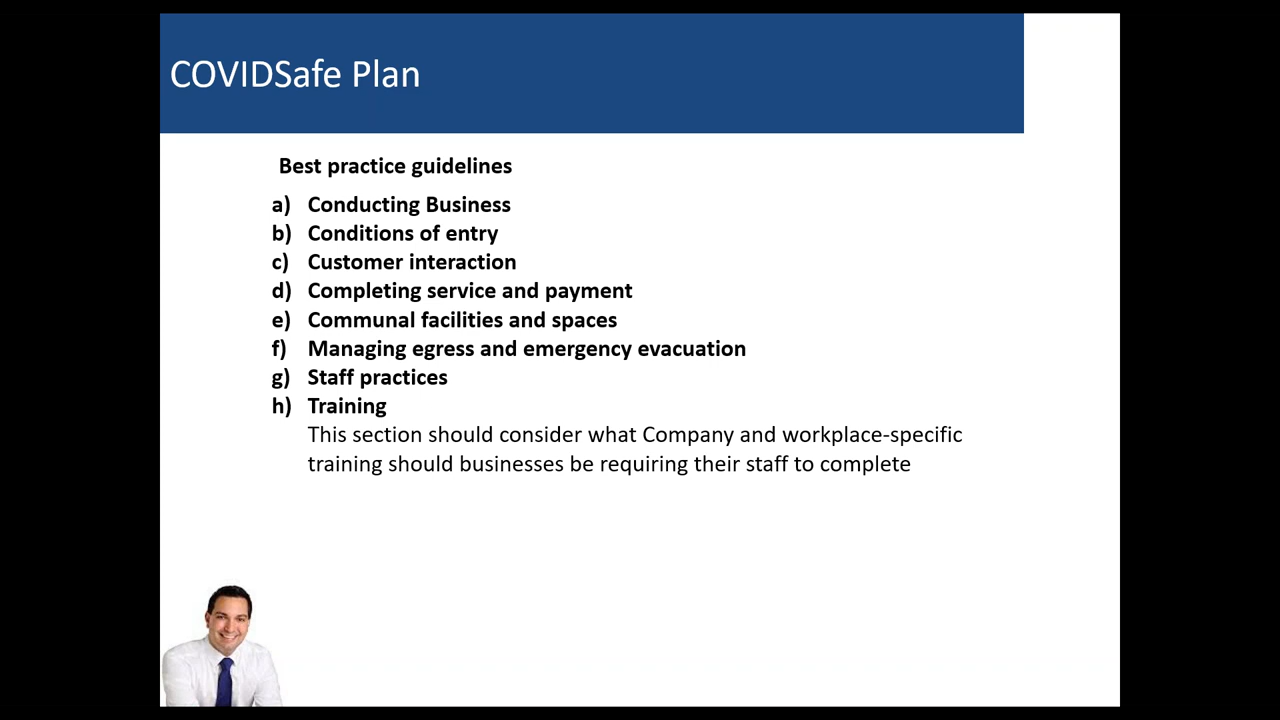 COVIDSafe Plan
Best practice guidelines
a) Conducting Business
b) Conditions of entry
c) Customer interaction
d) Completing service and payment
e) Communal facilities and spaces
f) Managing egress and emergency evacuation
g) Staff practices
h) Training
This section should consider what Company and workplace-specific
training should businesses be requiring their staff to complete